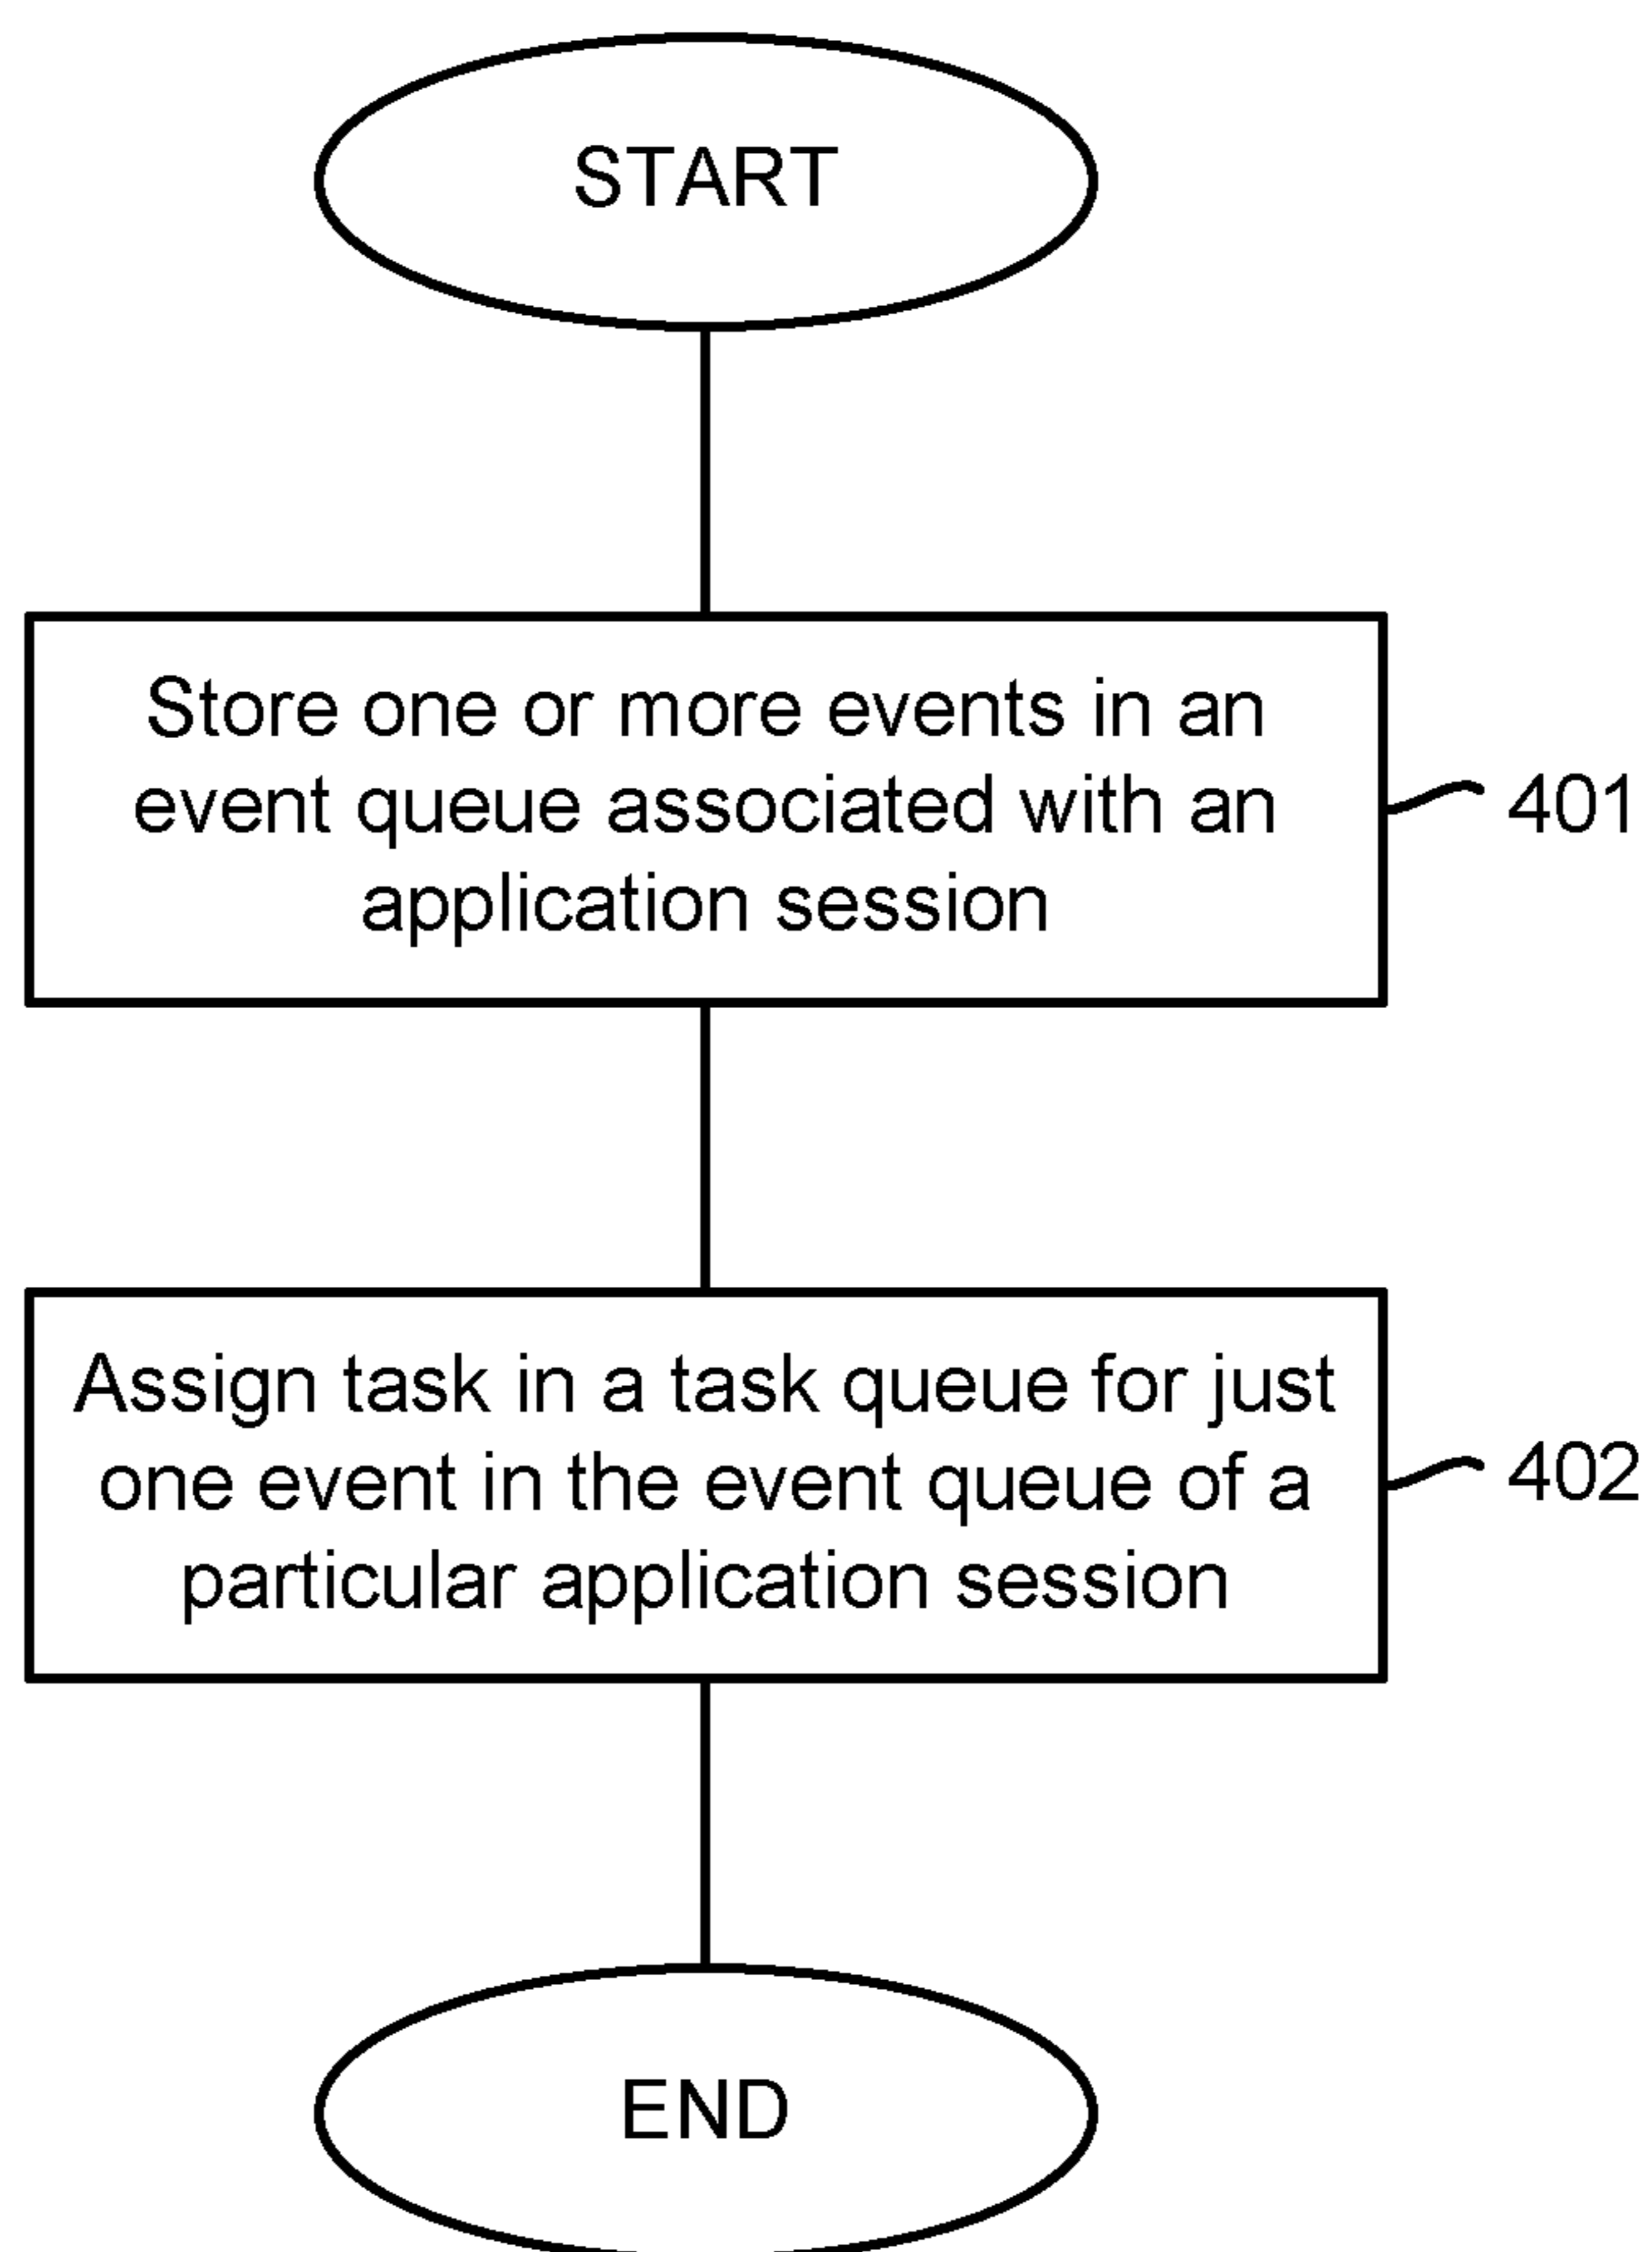 START
Store one or more events in an
event queue associated with an
application session
401
Assign task in a task queue for just
one event in the event queue of a
particular application session
402
END